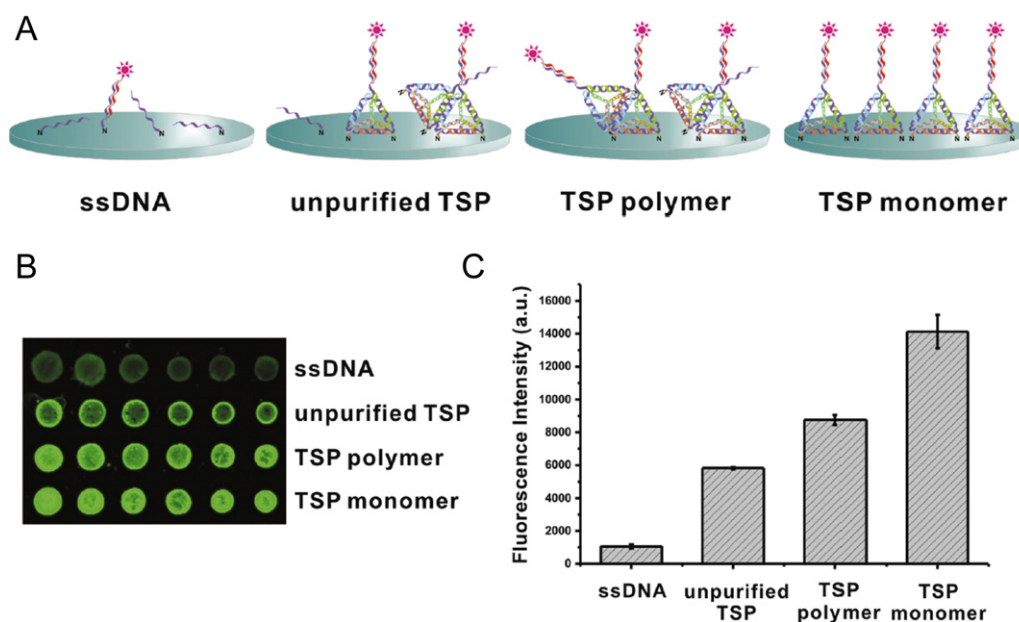 A
N N N N N N
ssDNA
N N N N N N
unpurified TSP
N N N N N N
TSP polymer
N N N N N N N N
TSP monomer
B
ssDNA
unpurified TSP
TSP polymer
TSP monomer
C
Fluorescence Intensity (a.u.)
16000
14000
12000
10000
8000
6000
4000
2000
0
ssDNA
unpurified
TSP
TSP
polymer
TSP
monomer